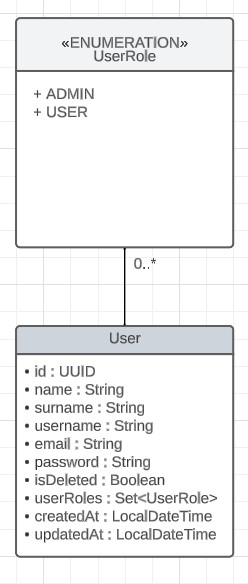 «ENUMERATION»
UserRole
+ ADMIN
+ USER
0..*
User
• id : UUID
• name : String
• surname : String
• username : String
• email : String
• password : String
• isDeleted : Boolean
• userRoles : Set<UserRole>
• createdAt : LocalDateTime
• updatedAt : LocalDateTime